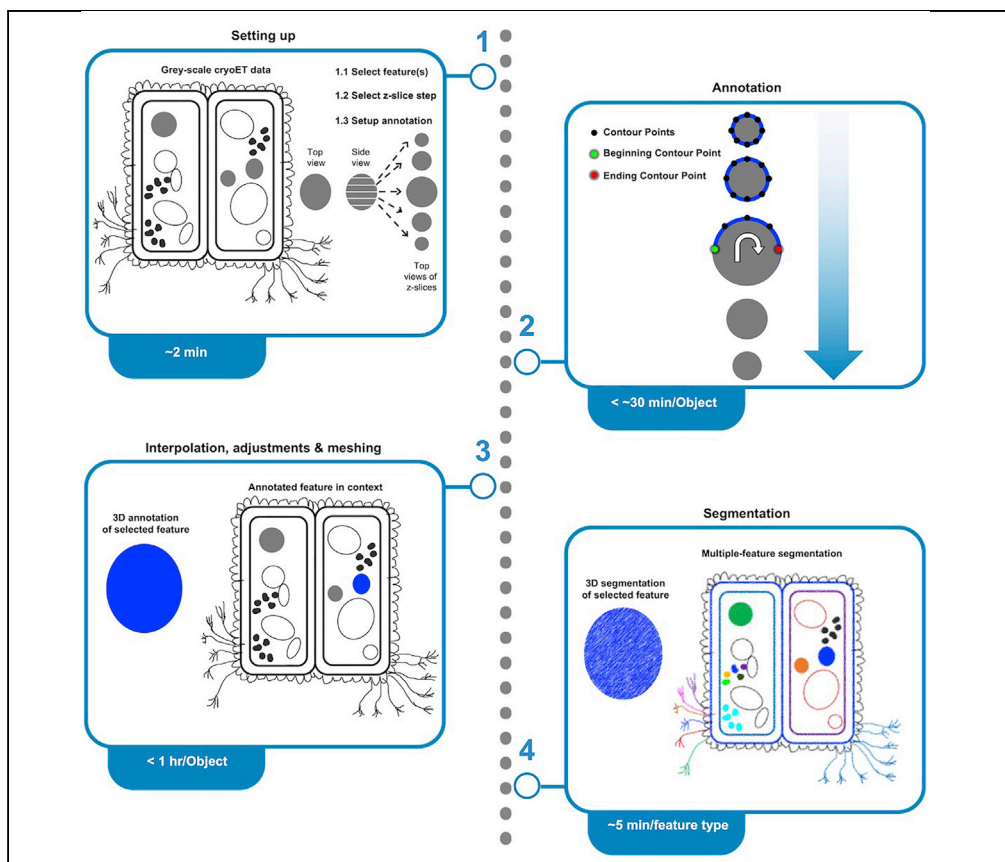 Setting up
1
Grey-scale cryoET data
1.1 Select feature(s)
1.2 Select z-slice step
1.3 Setup annotation
Top
view
Side
view
Top
views of
z-slices
~2 min
Annotation
Contour Points
Beginning Contour Point
Ending Contour Point
2
< ~30 min/Object
Interpolation, adjustments & meshing
3
Annotated feature in context
3D annotation
of selected feature
< 1 hr/Object
Segmentation
Multiple-feature segmentation
3D segmentation
of selected feature
4
~5 min/feature type